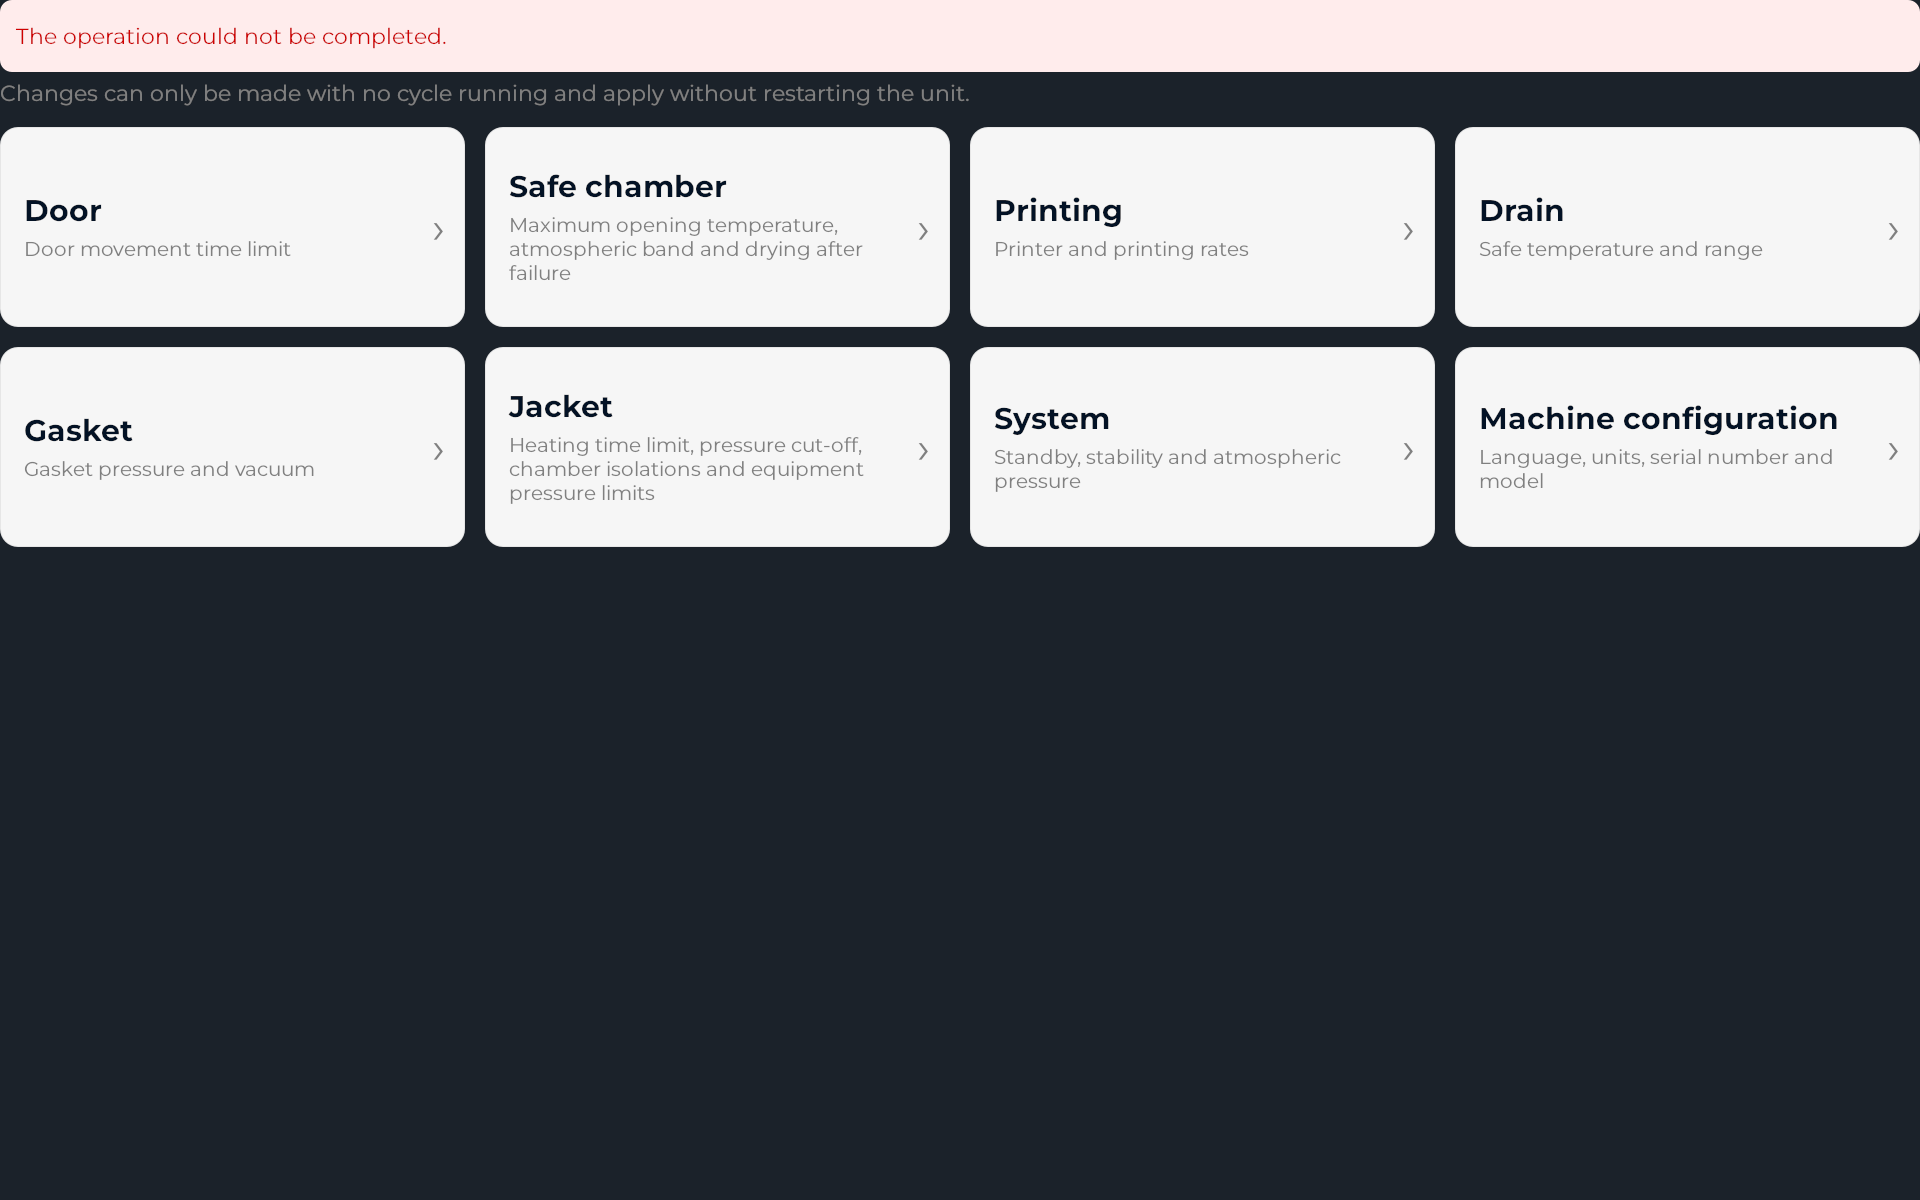 The operation could not be completed.
Changes can only be made with no cycle running and apply without restarting the unit.
Door
Door movement time limit
Safe chamber
Maximum opening temperature,
atmospheric band and drying after
failure
Printing
Printer and printing rates
Drain
Safe temperature and range
Gasket
Gasket pressure and vacuum
Jacket
Heating time limit, pressure cut-off,
chamber isolations and equipment
pressure limits
System
Standby, stability and atmospheric
pressure
Machine configuration
Language, units, serial number and
model